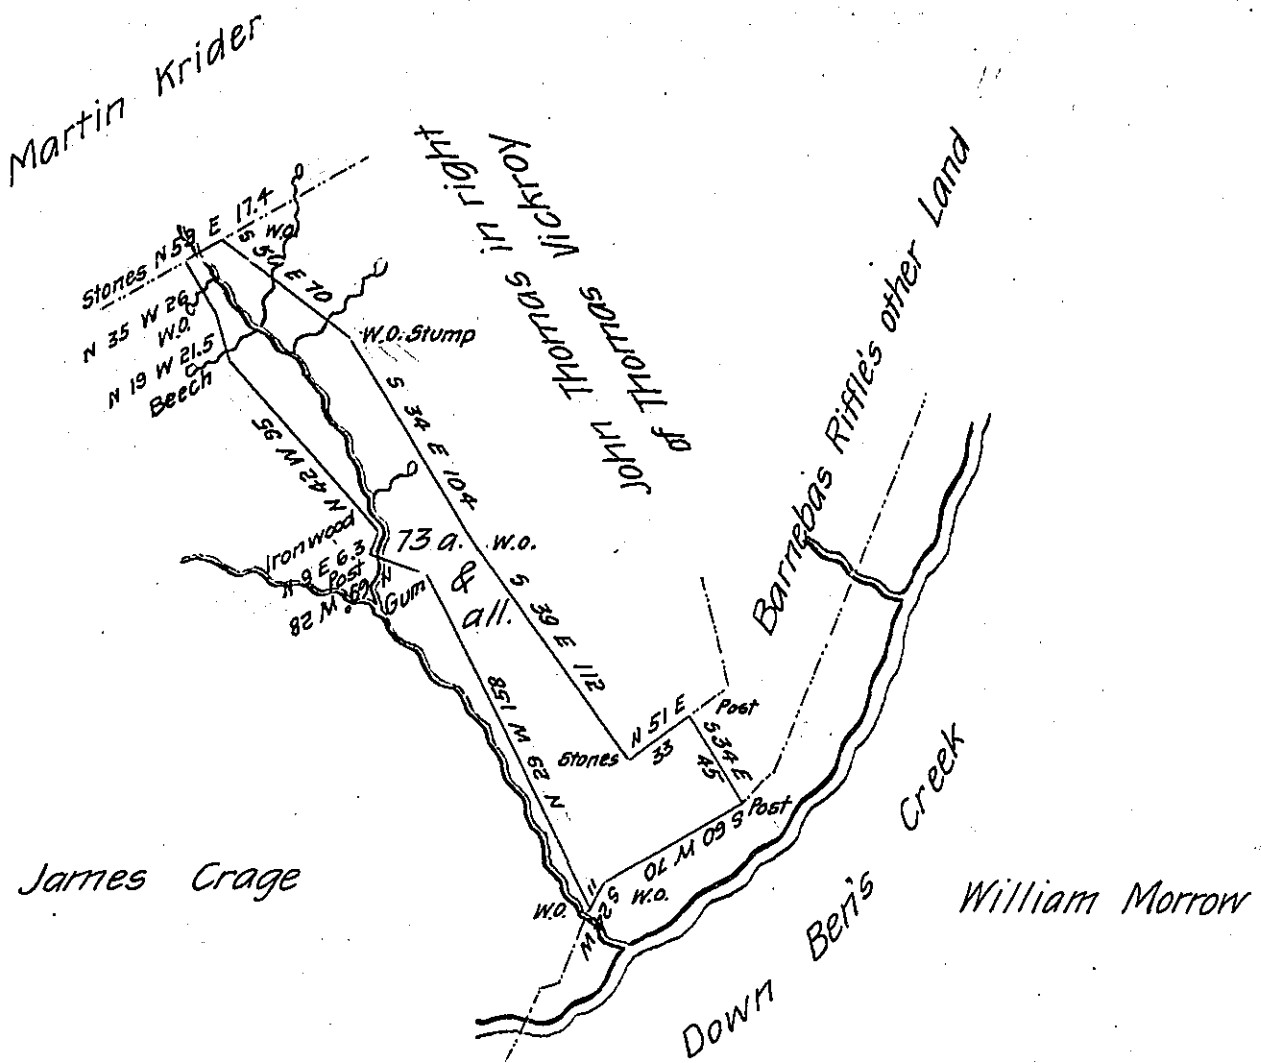 Martin Krider
John Thomas in right
of Thomas Vickroy
Barnebas Riffle's other Land
Stones N 59 E 17.4
W.O.
S 50 E 70
N 35 W 26
W.O.
N 19 W 21.5
Beech
W.O. Stump
S 34 E 104
N 42 W 95
Ironwood
N 9 E 6.3
Post
N 69° W 28
Gum
73 a.
&
all.
W.O.
S 39 E 112
N 29 W 158
N 51 E
33
Post
Stones
S 34 E
45
Post
S 60 W 70
W.O.
W.O.
James Crage
William Morrow
Down Ben's Creek